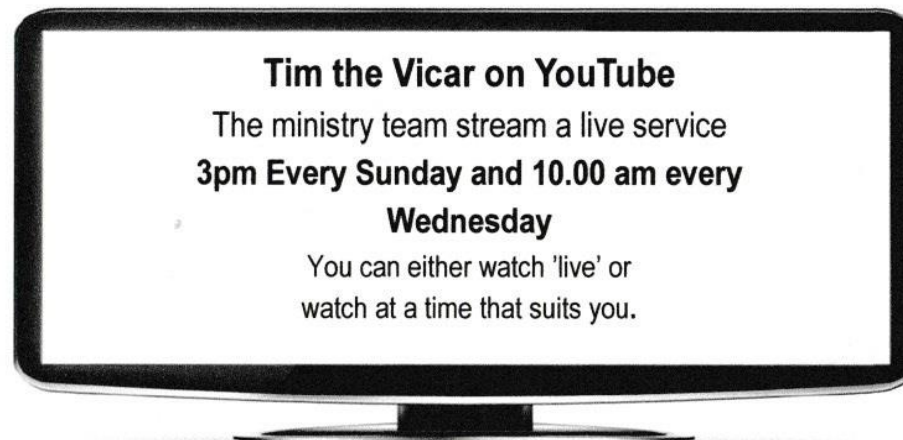 Tim the Vicar on YouTube
The ministry team stream a live service
3pm Every Sunday and 10.00 am every
Wednesday
You can either watch 'live' or
watch at a time that suits you.